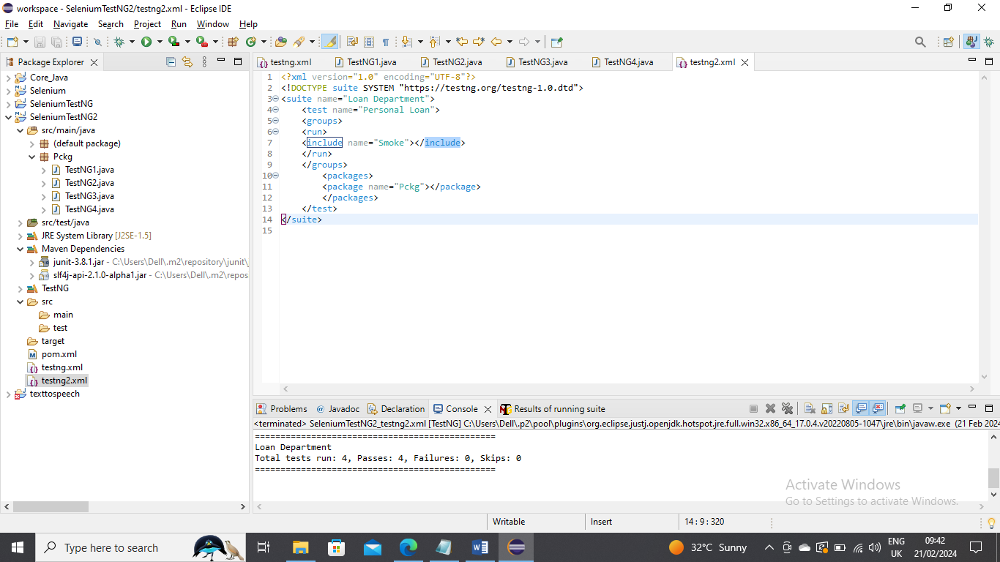 workspace - SeleniumTestNG2/testng2.xml - Eclipse IDE
File Edit Navigate Search Project Run Window Help
Package Explorer
testng.xml TestNG1.java TestNG2.java TestNG3.java TestNG4.java testng2.xml
Core_Java
Selenium
SeleniumTestNG
SeleniumTestNG2
src/main/java
(default package)
Pckg
TestNG1.java
TestNG2.java
TestNG3.java
TestNG4.java
src/test/java
JRE System Library [J2SE-1.5]
Maven Dependencies
junit-3.8.1.jar - C:\Users\Dell\.m2\repository\junit\
slf4j-api-2.1.0-alpha1.jar - C:\Users\Dell\.m2\repos
TestNG
src
main
test
target
pom.xml
testng.xml
testng2.xml
texttospeech
1 <?xml version="1.0" encoding="UTF-8"?>
2 <!DOCTYPE suite SYSTEM "https://testng.org/testng-1.0.dtd">
3 <suite name="Loan Department">
4 <test name="Personal Loan">
5 <groups>
6 <run>
7 <include name="Smoke"></include>
8 </run>
9 </groups>
10 <packages>
11 <package name="Pckg"></package>
12 </packages>
13 </test>
14 </suite>
15
Problems Javadoc Declaration Console Results of running suite
<terminated> SeleniumTestNG2_testng2.xml [TestNG] C:\Users\Dell\.p2\pool\plugins\org.eclipse.justj.openjdk.hotspot.jre.full.win32.x86_64_17.0.4.v20220805-1047\jre\bin\javaw.exe (21 Feb 2024
===============================================
Loan Department
Total tests run: 4, Passes: 4, Failures: 0, Skips: 0
===============================================
Activate Windows
Go to Settings to activate Windows.
Writable Insert 14 : 9 : 320
Type here to search
32°C Sunny
ENG
UK
09:42
21/02/2024